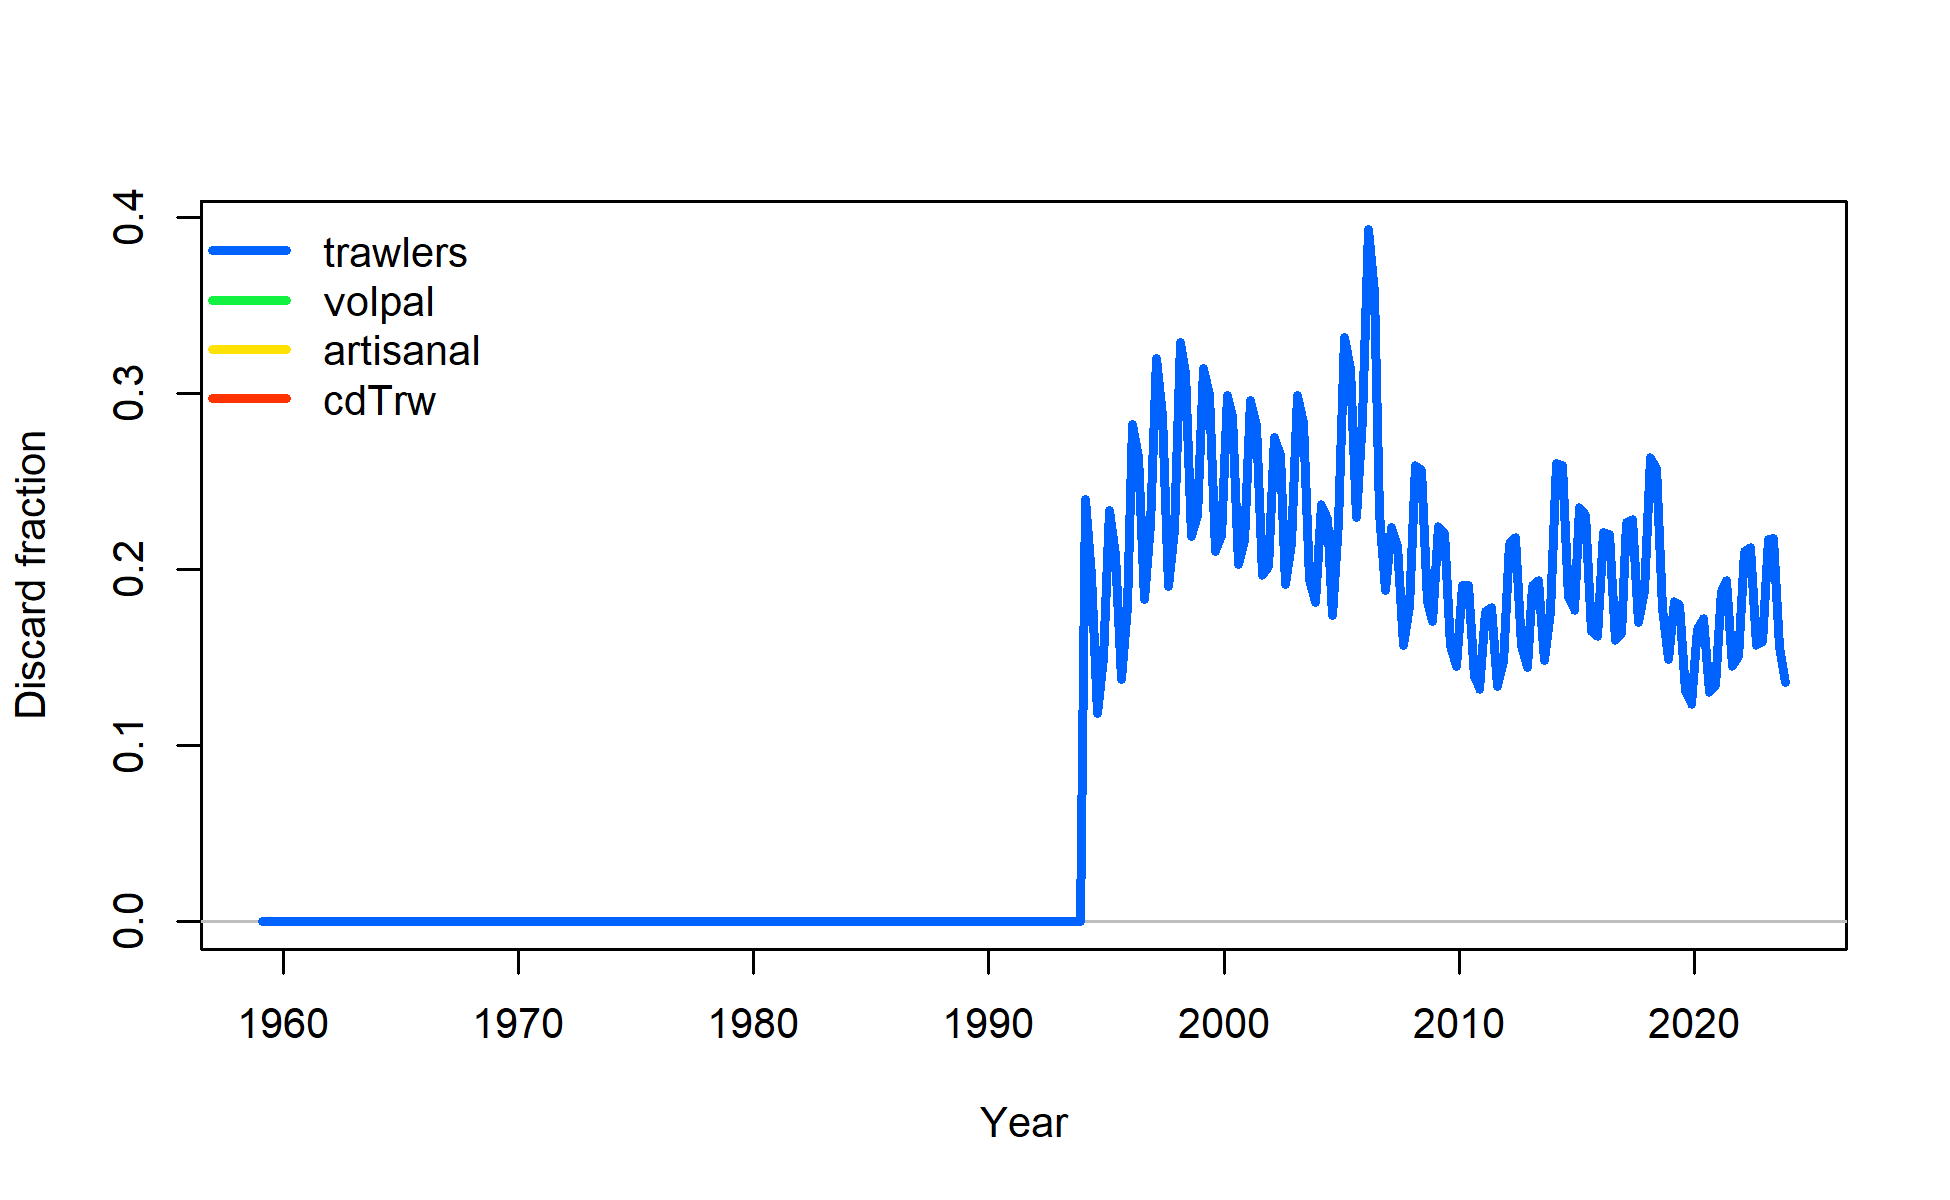 trawlers
volpal
artisanal
cdTrw
Discard fraction
0.4
0.3
0.2
0.1
0.0
1960 1970 1980 1990 2000 2010 2020
Year